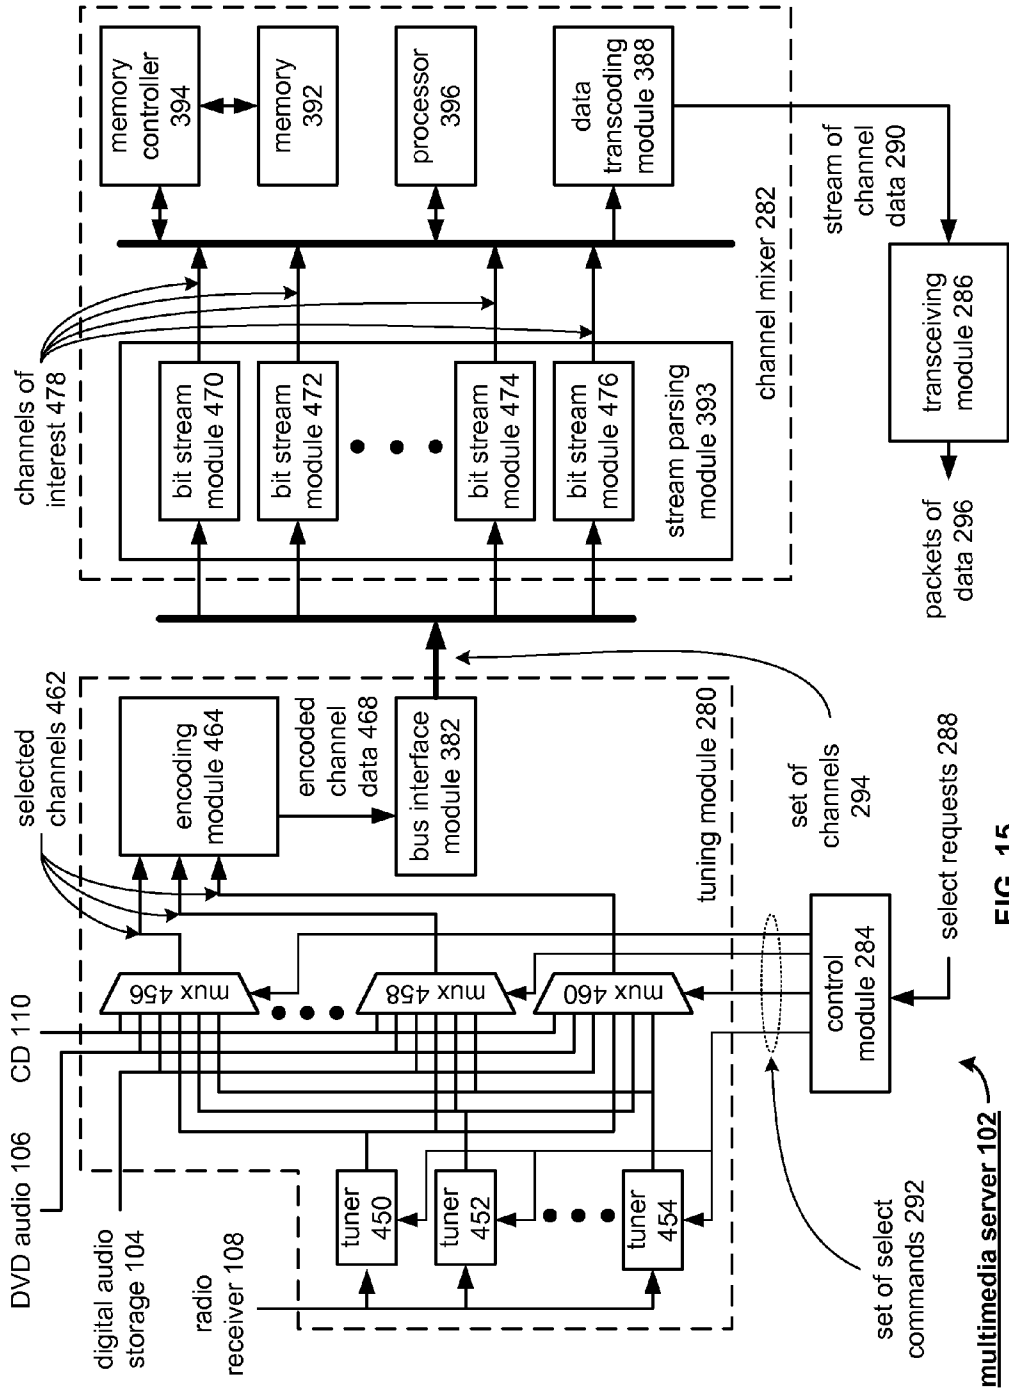 DVD audio 106
CD 110
digital audio
storage 104
radio
receiver 108
tuner
450
tuner
452
tuner
454
mux 456
mux 458
mux 460
selected
channels 462
encoding
module 464
encoded
channel
data 468
bus interface
module 382
tuning module 280
set of
channels
294
control
module 284
select requests 288
set of select
commands 292
multimedia server 102
channels of
interest 478
bit stream
module 470
bit stream
module 472
bit stream
module 474
bit stream
module 476
stream parsing
module 393
memory
controller
394
memory
392
processor
396
data
transcoding
module 388
channel mixer 282
stream of
channel
data 290
transceiving
module 286
packets of
data 296
FIG. 15